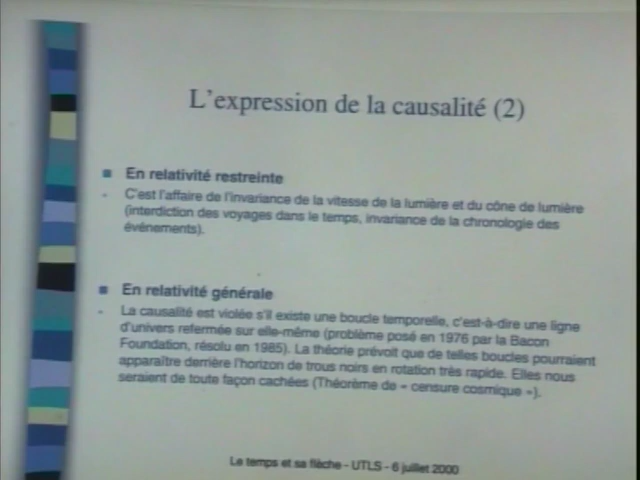 L'expression de la causalité (2)
En relativité restreinte
- C'est l'affaire de l'invariance de la vitesse de la lumière et du cône de lumière
(interdiction des voyages dans le temps, invariance de la chronologie des
événements).
En relativité générale
- La causalité est violée s'il existe une boucle temporelle, c'est-à-dire une ligne
d'univers refermée sur elle-même (problème posé en 1976 par la Bacon
Foundation, résolu en 1985). La théorie prévoit que de telles boucles pourraient
apparaître derrière l'horizon de trous noirs en rotation très rapide. Elles nous
seraient de toute façon cachées (Théorème de « censure cosmique »).
Le temps et sa flèche - UTLS - 6 juillet 2000